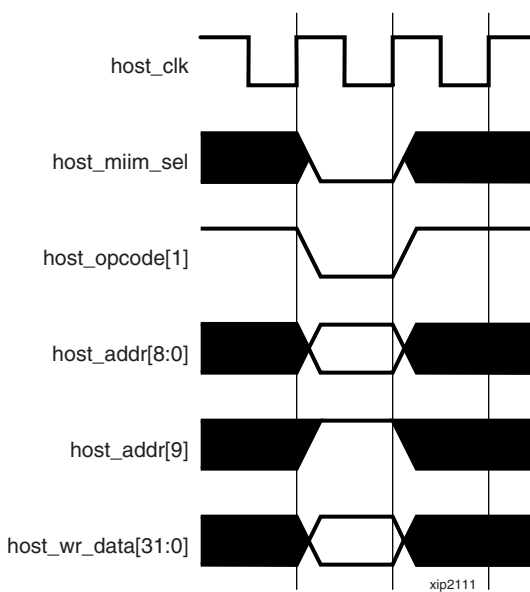 host_clk
host_miim_sel
host_opcode[1]
host_addr[8:0]
host_addr[9]
host_wr_data[31:0]
xip2111